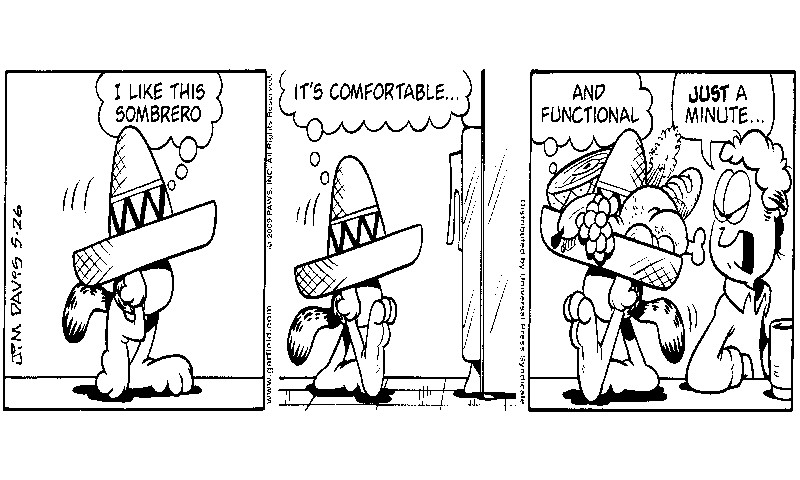 I LIKE THIS
SOMBRERO
JIM DAVIS 5·26
© 2009 PAWS, INC. All Rights Reserved.
www.garfield.com
IT'S COMFORTABLE...
AND
FUNCTIONAL
JUST A
MINUTE...
Distributed by Universal Press Syndicate